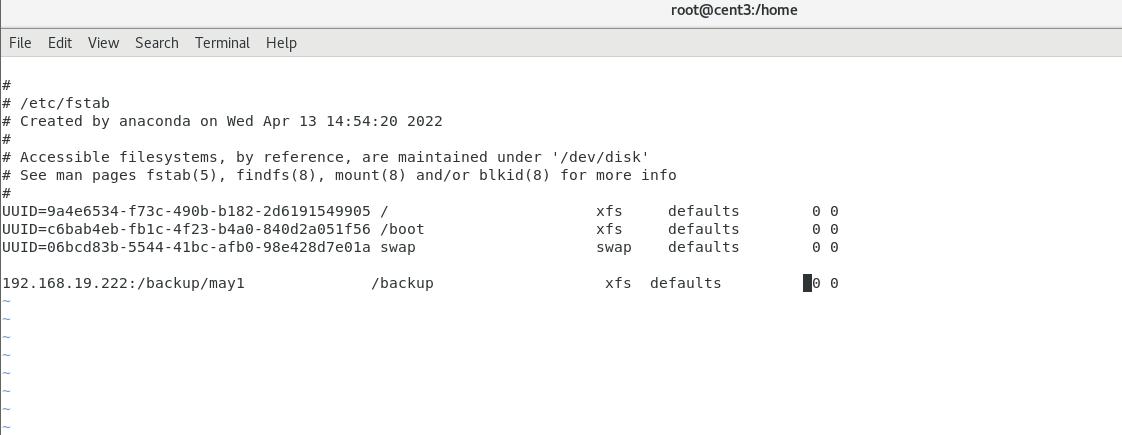 root@cent3:/home
File Edit View Search Terminal Help
#
# /etc/fstab
# Created by anaconda on Wed Apr 13 14:54:20 2022
#
# Accessible filesystems, by reference, are maintained under '/dev/disk'
# See man pages fstab(5), findfs(8), mount(8) and/or blkid(8) for more info
#
UUID=9a4e6534-f73c-490b-b182-2d6191549905 /                       xfs     defaults        0 0
UUID=c6bab4eb-fb1c-4f23-b4a0-840d2a051f56 /boot                   xfs     defaults        0 0
UUID=06bcd83b-5544-41bc-afb0-98e428d7e01a swap                    swap    defaults        0 0
192.168.19.222:/backup/may1              /backup                   xfs  defaults          0 0
~
~
~
~
~
~
~
~